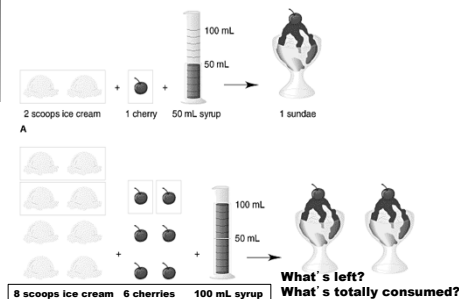 100 mL
50 mL
+
+
2 scoops ice cream
1 cherry
50 mL syrup
1 sundae
A
100 mL
50 mL
+
+
8 scoops ice cream
6 cherries
100 mL syrup
What's left?
What's totally consumed?